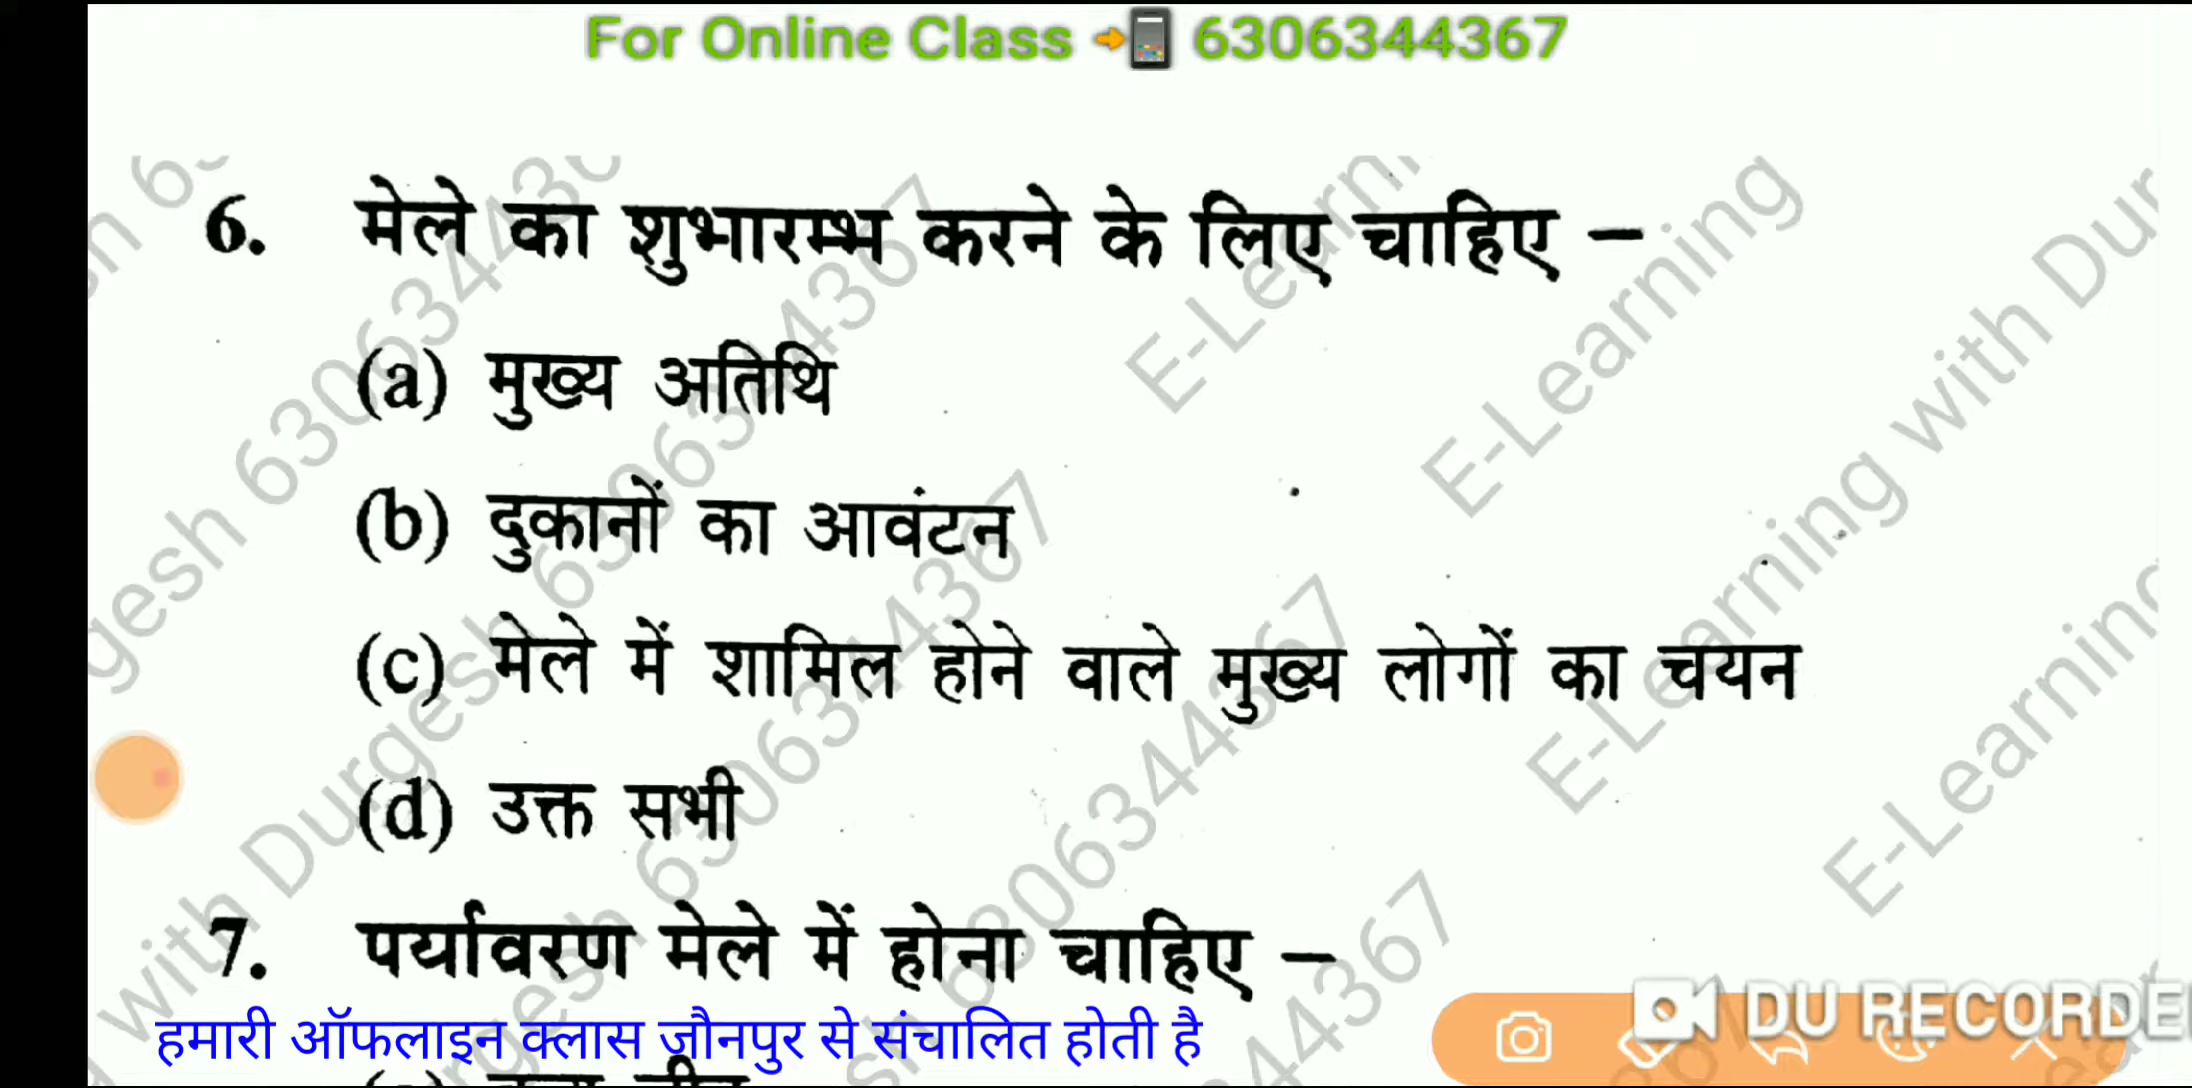 For Online Class 6306344367
6. मेले का शुभारम्भ करने के लिए चाहिए –
(a) मुख्य अतिथि
(b) दुकानों का आवंटन
(c) मेले में शामिल होने वाले मुख्य लोगों का चयन
(d) उक्त सभी
7. पर्यावरण मेले में होना चाहिए –
हमारी ऑफलाइन क्लास जौनपुर से संचालित होती है
DU RECORDE